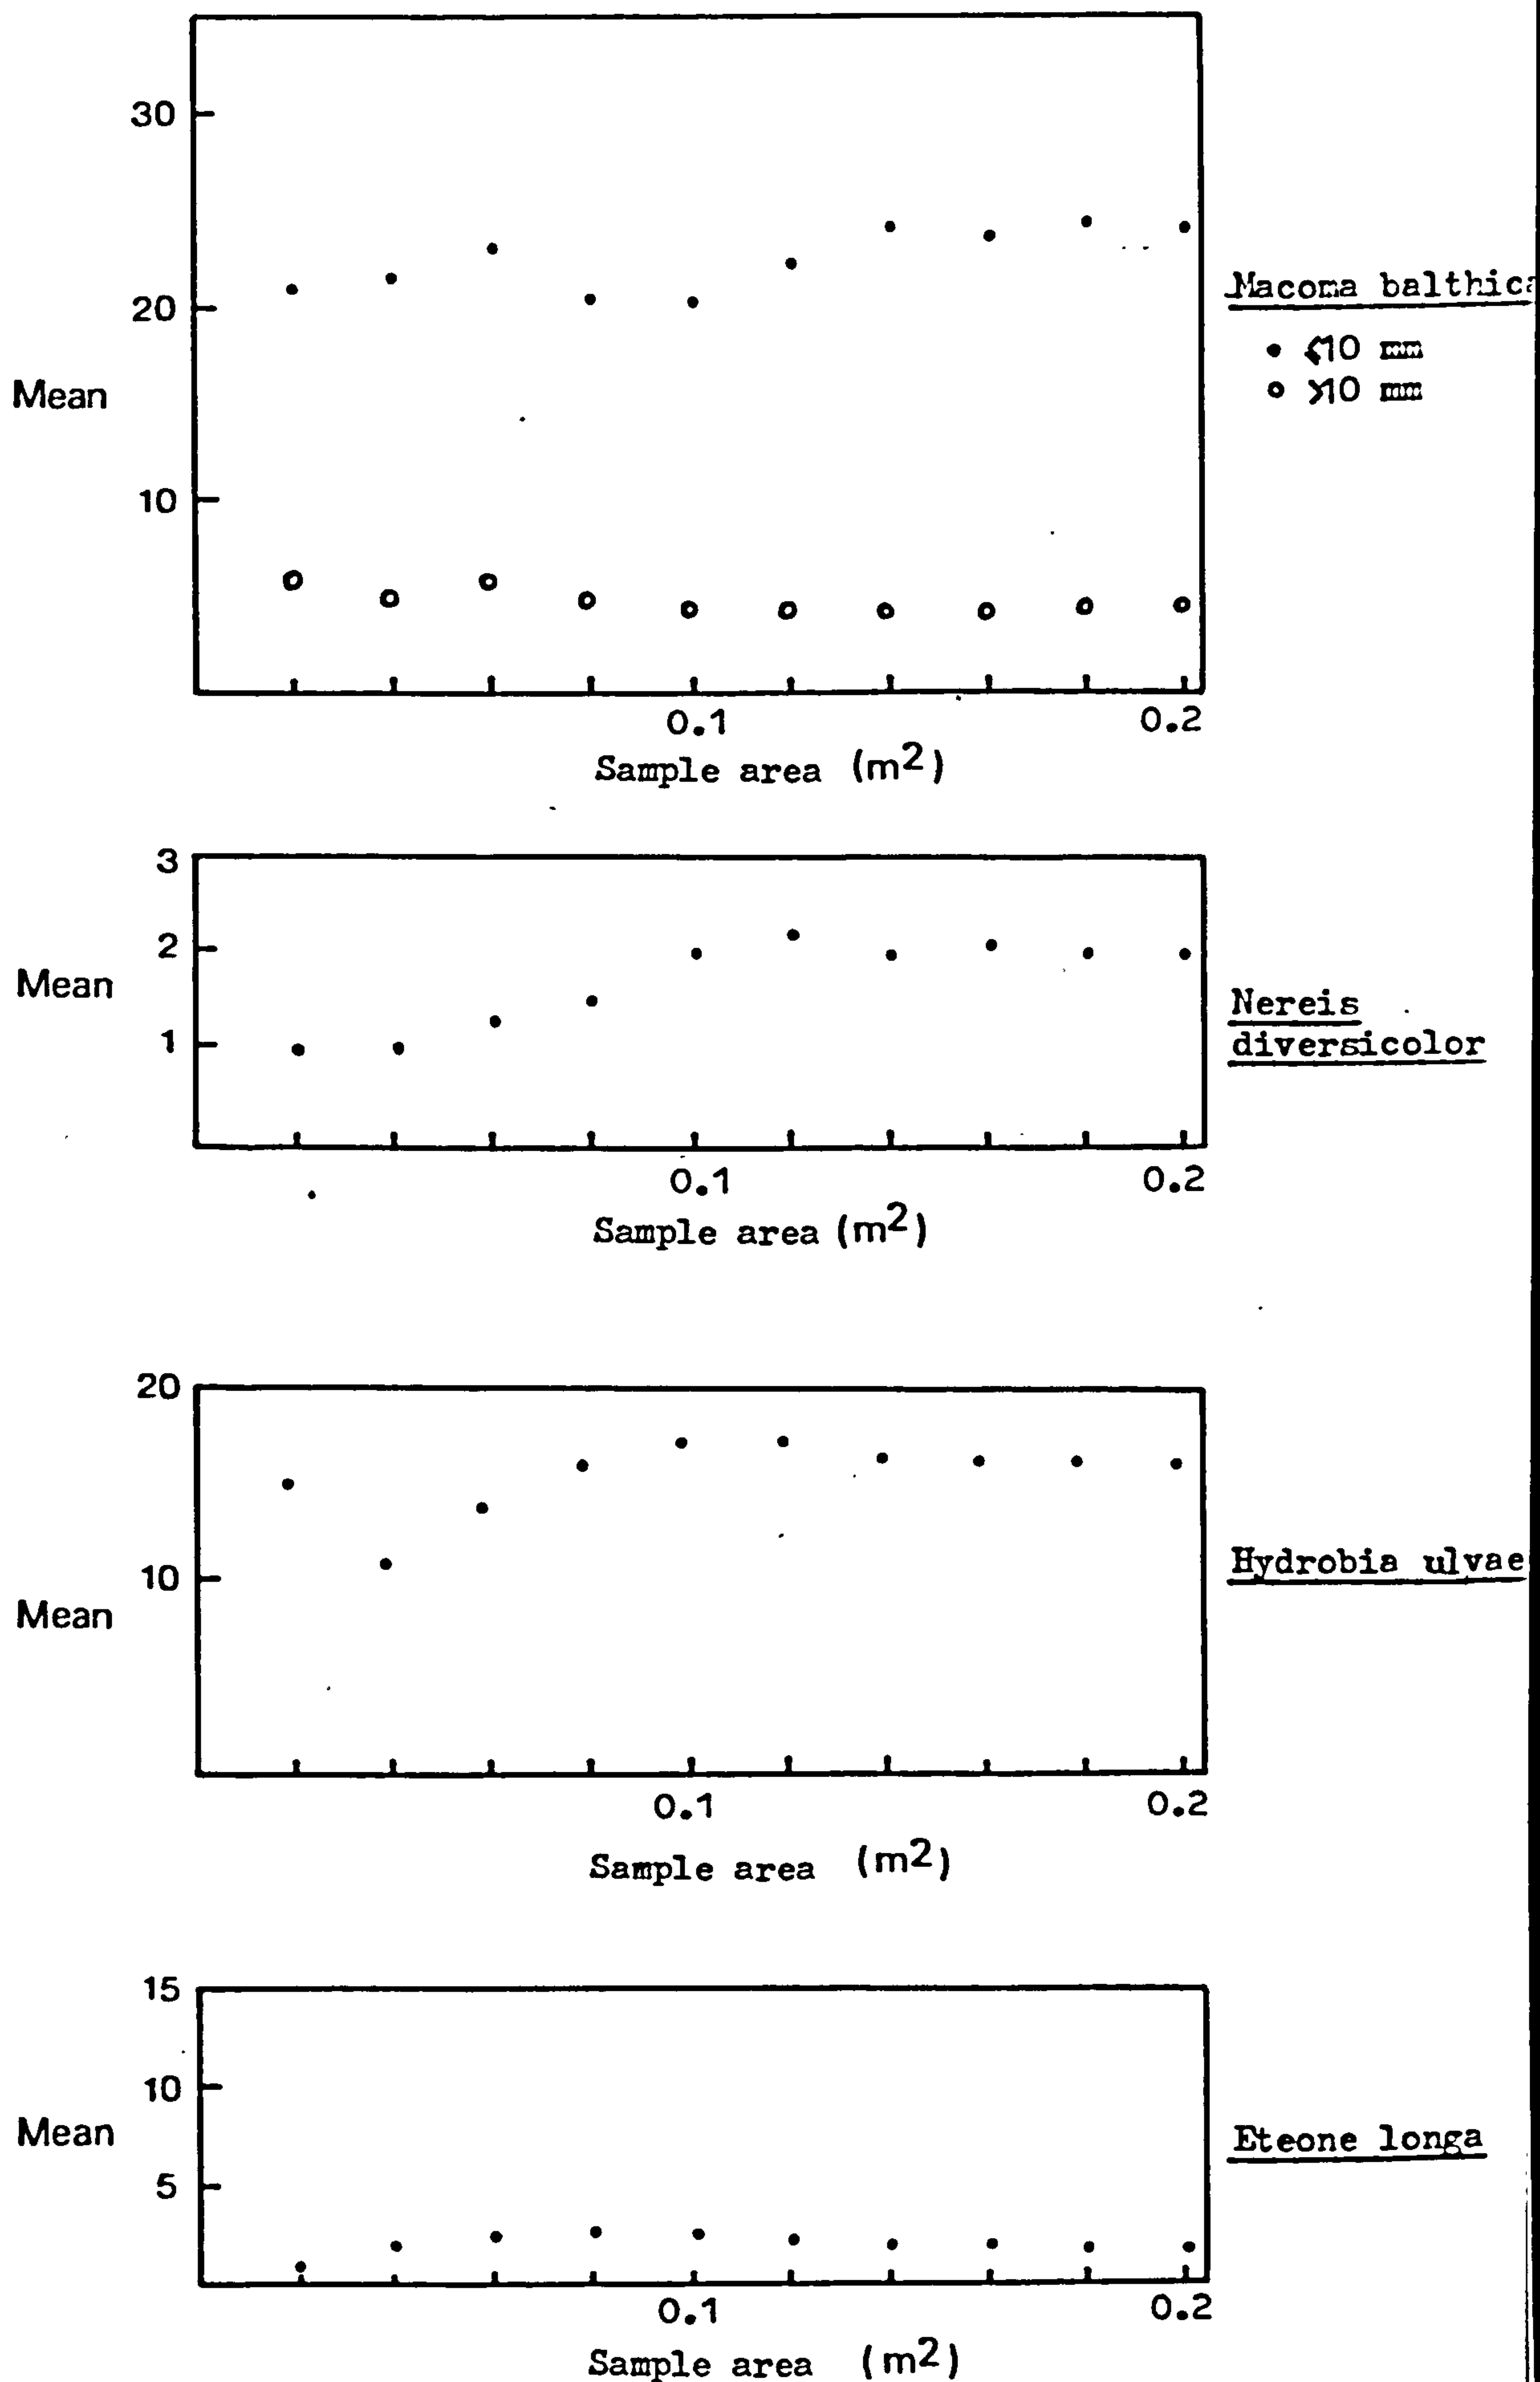 30
20
10
Mean
Macoma
• <10 mm
o >10 mm
0.1 0.2
Sample area (m2)
3
2
1
Mean
Nereis
diversicolor
0.1 0.2
Sample area (m2)
20
10
Mean
Hydrobia ulvae
0.1 0.2
Sample area (m2)
15
10
5
Mean
Eteone longa
0.1 0.2
Sample area (m2)